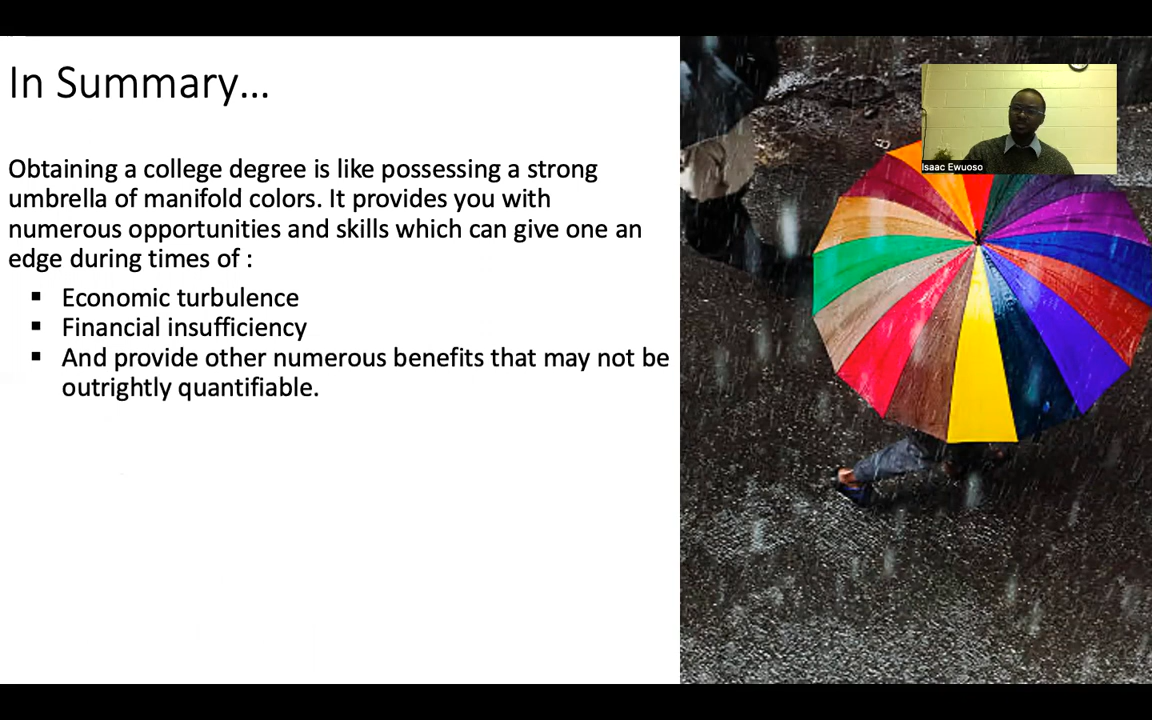 In Summary...
Obtaining a college degree is like possessing a strong
umbrella of manifold colors. It provides you with
numerous opportunities and skills which can give one an
edge during times of :
▪ Economic turbulence
▪ Financial insufficiency
▪ And provide other numerous benefits that may not be
outrightly quantifiable.
Isaac Ewuoso